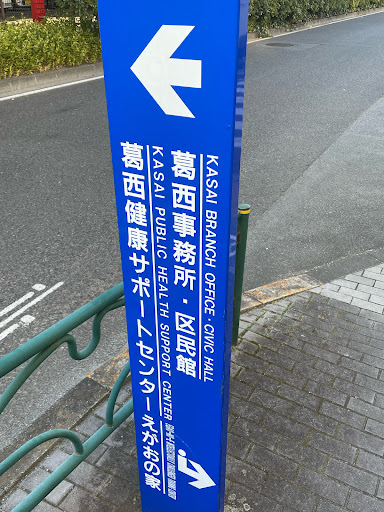 葛西事務所・区民館
KASAI BRANCH OFFICE・CIVIC HALL
葛西健康サポートセンター
KASAI PUBLIC HEALTH SUPPORT CENTER
えがおの家